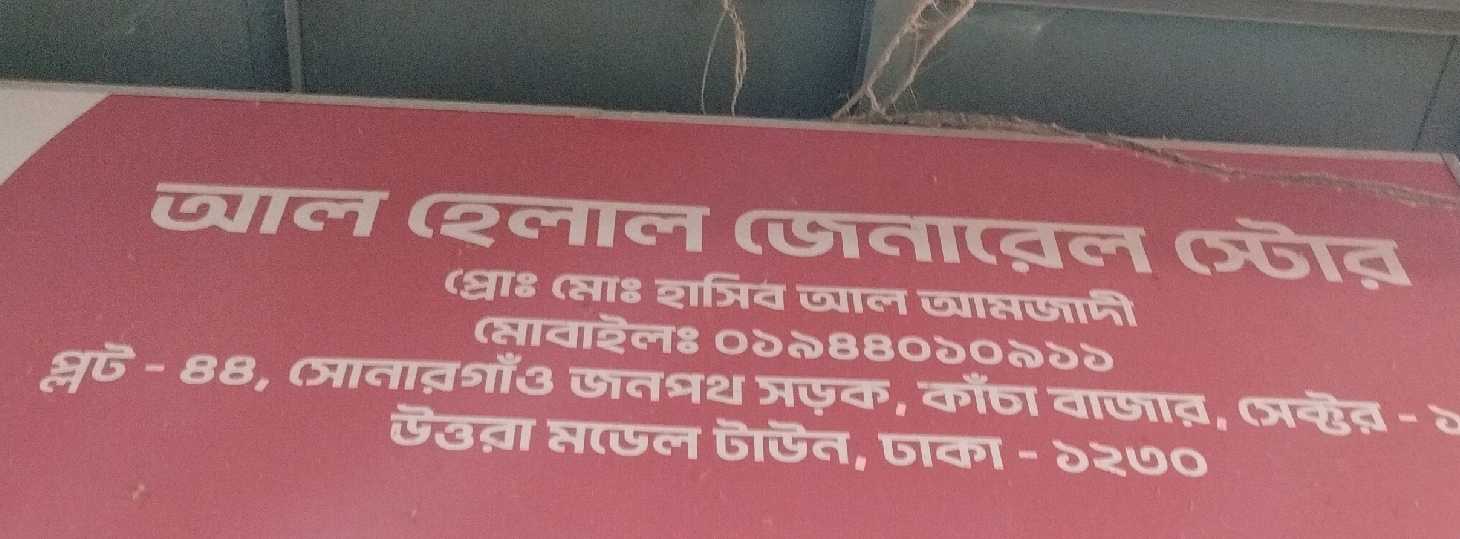 আল হেলাল জেনারেল স্টোর
প্রোঃ মোঃ হাসিব আল আমজাদী
মোবাইলঃ ০১৯৪৪০১০৯১১
প্লট - ৪৪, সোনারগাঁও জনপথ সড়ক, কাঁচা বাজার, সেক্টর -
উত্তরা মডেল টাউন, ঢাকা - ১২৩০